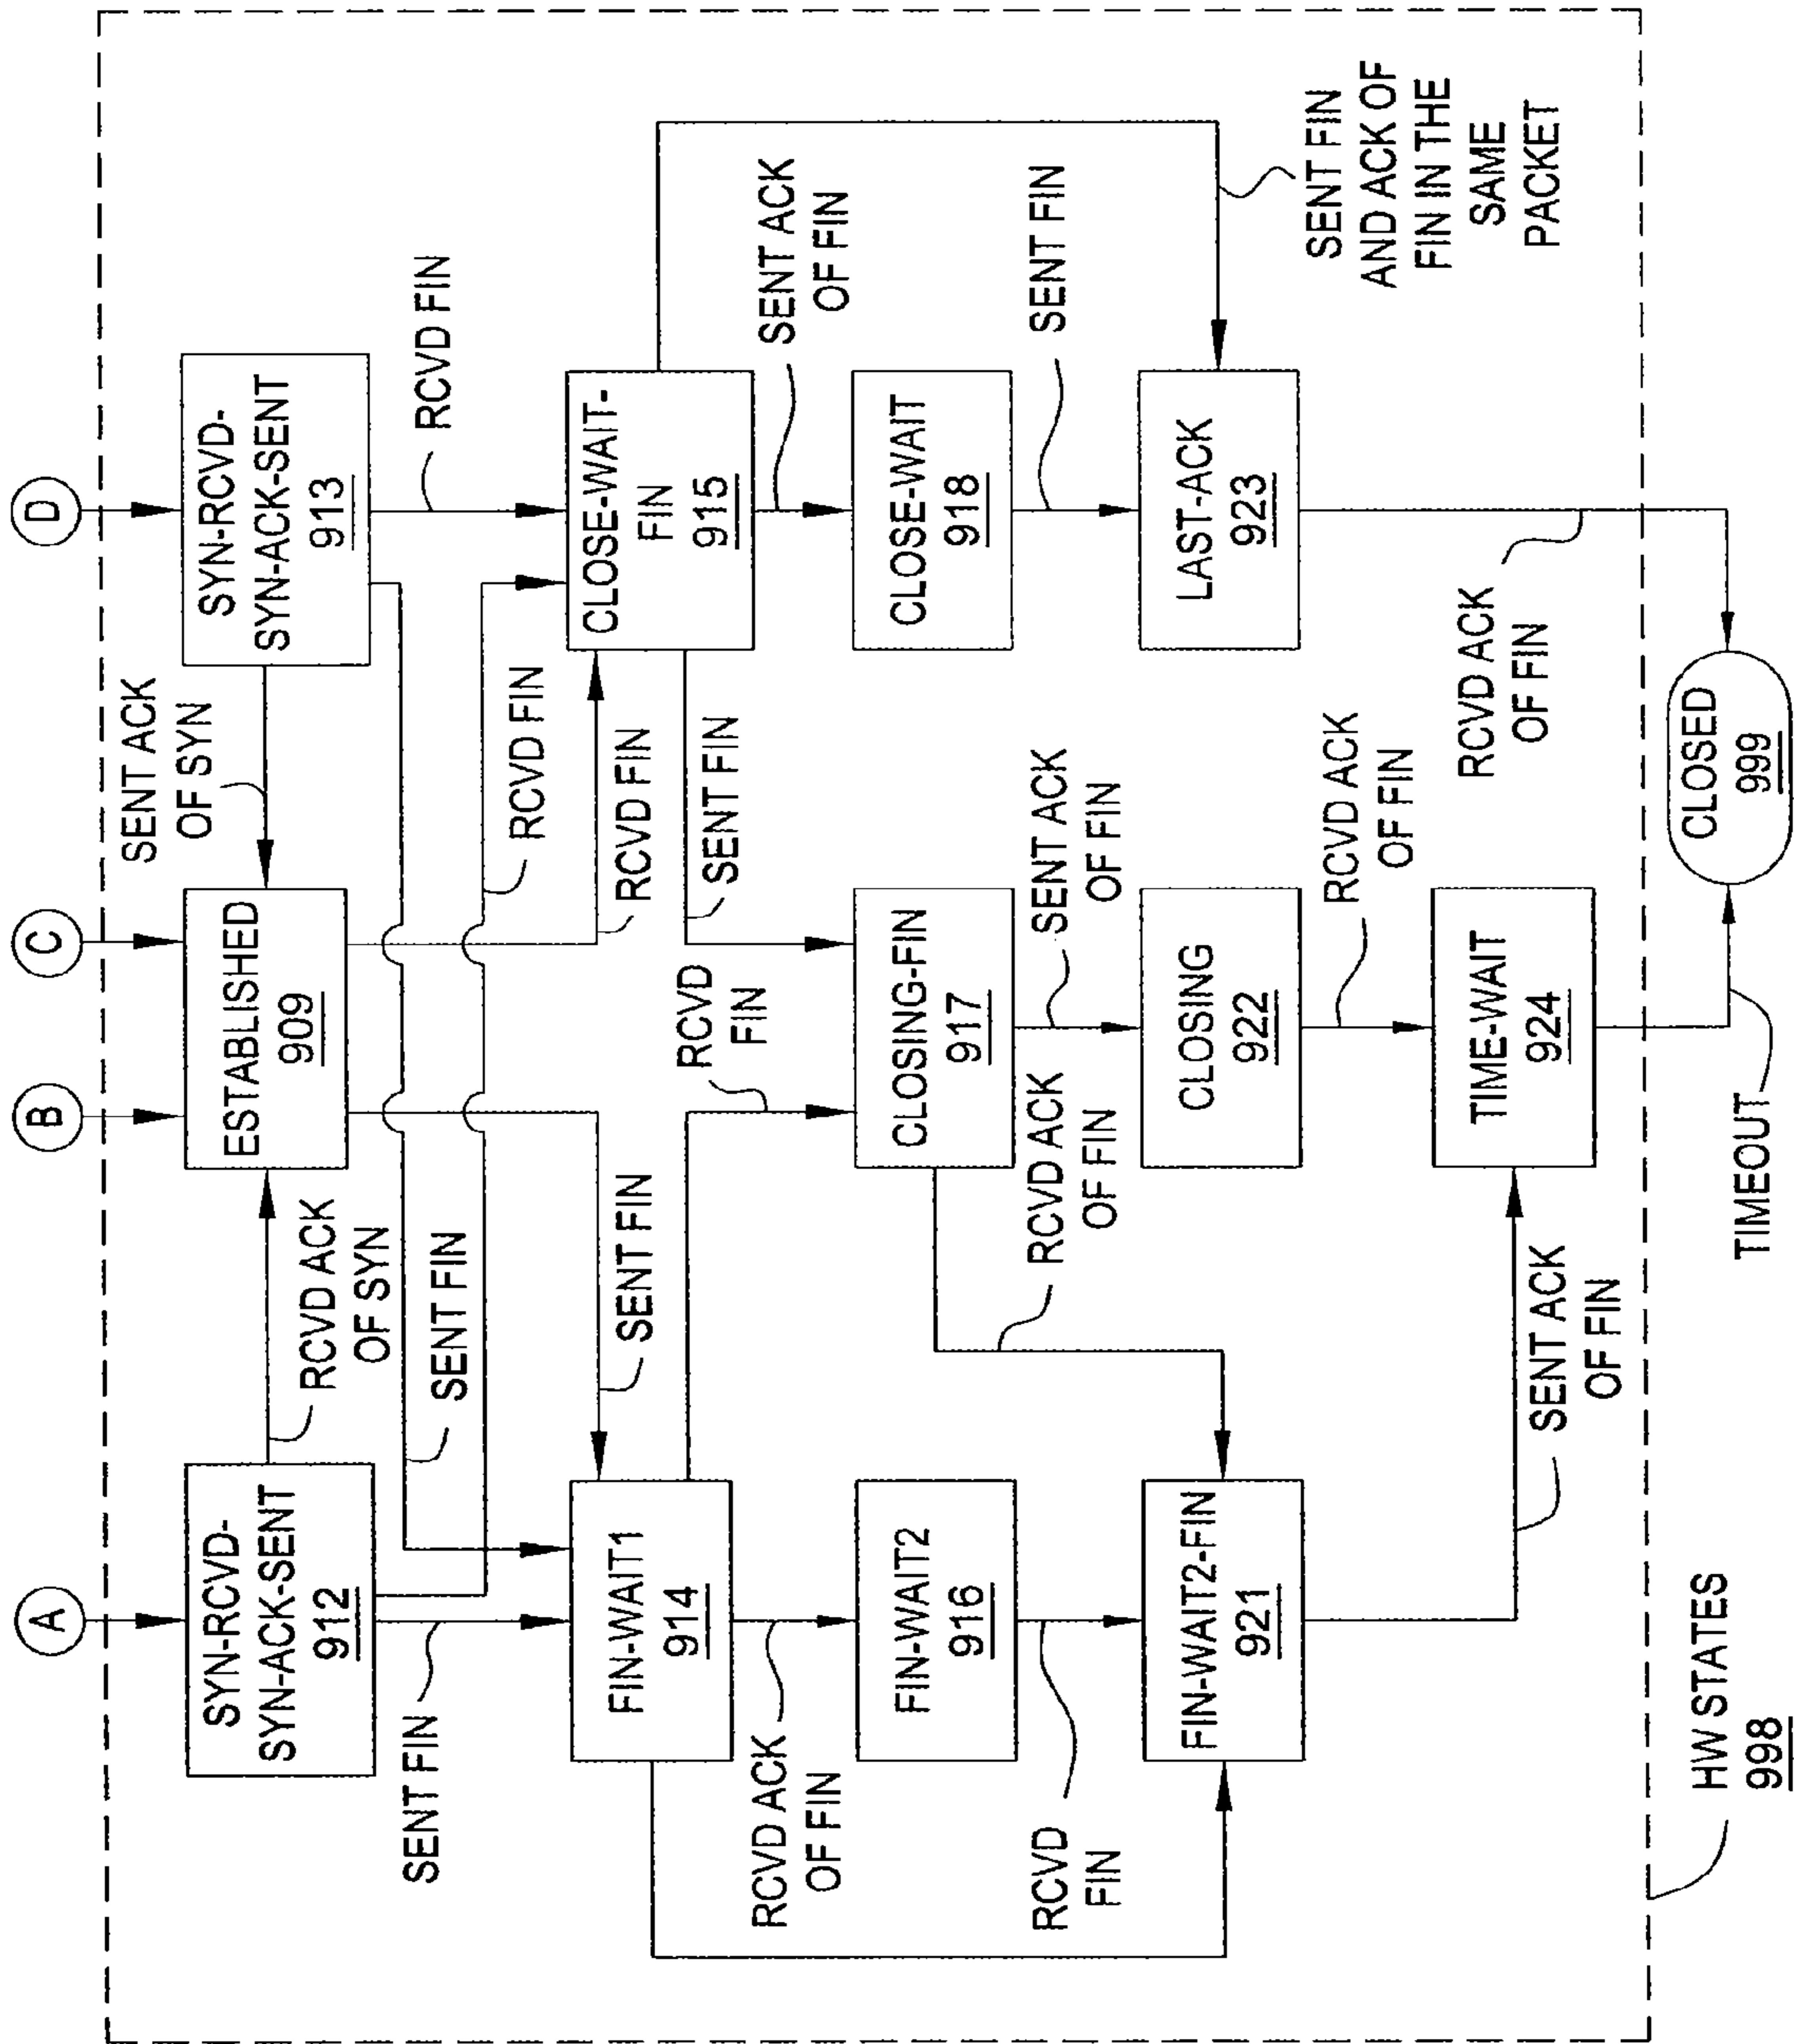 A
B
C
D
SYN-RCVD-
SYN-ACK-SENT
912
RCVD ACK
OF SYN
ESTABLISHED
909
SENT ACK
OF SYN
SYN-RCVD-
SYN-ACK-SENT
913
SENT FIN
SENT FIN
RCVD FIN
RCVD FIN
SENT FIN
RCVD FIN
FIN-WAIT1
914
CLOSE-WAIT-
FIN
915
RCVD
FIN
SENT FIN
RCVD ACK
OF FIN
SENT ACK
OF FIN
FIN-WAIT2
916
CLOSING-FIN
917
CLOSE-WAIT
918
RCVD
FIN
RCVD ACK
OF FIN
SENT ACK
OF FIN
SENT FIN
FIN-WAIT2-FIN
921
CLOSING
922
LAST-ACK
923
SENT FIN
AND ACK OF
FIN IN THE
SAME
PACKET
RCVD ACK
OF FIN
TIME-WAIT
924
SENT ACK
OF FIN
RCVD ACK
OF FIN
HW STATES
998
TIMEOUT
CLOSED
999